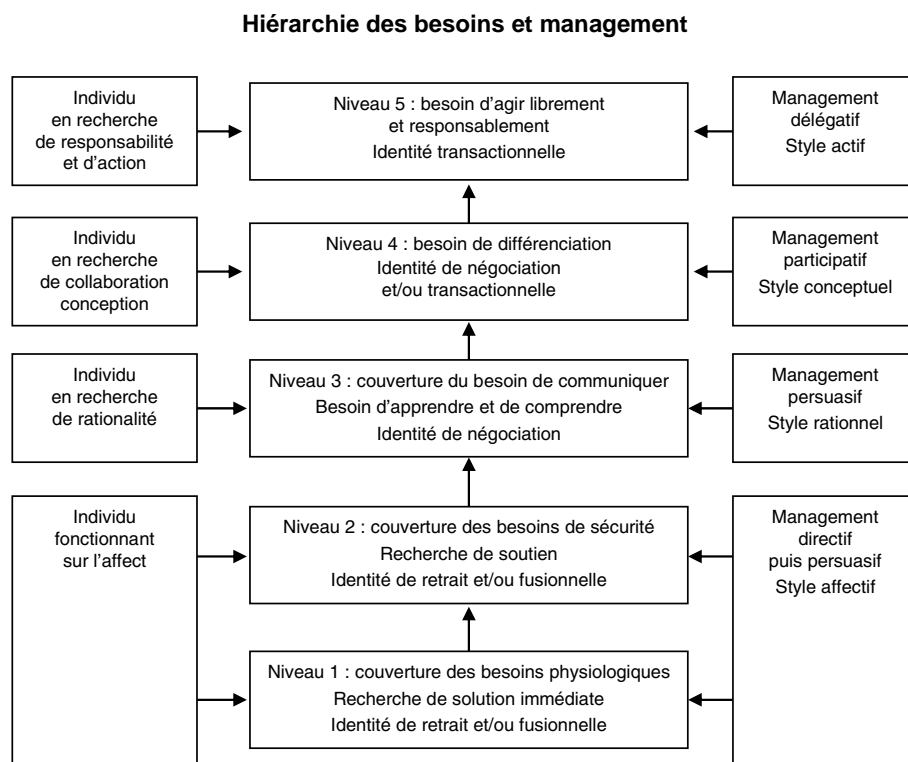 Hiérarchie des besoins et management
Individu
en recherche
de responsabilité
et d’action
Niveau 5 : besoin d’agir librement
et responsablement
Identité transactionnelle
Management
délégatif
Style actif
Individu
en recherche
de collaboration
conception
Niveau 4 : besoin de différenciation
Identité de négociation
et/ou transactionnelle
Management
participatif
Style conceptuel
Individu
en recherche
de rationalité
Niveau 3 : couverture du besoin de communiquer
Besoin d’apprendre et de comprendre
Identité de négociation
Management
persuasif
Style rationnel
Individu
fonctionnant
sur l’affect
Niveau 2 : couverture des besoins de sécurité
Recherche de soutien
Identité de retrait et/ou fusionnelle
Management
directif
puis persuasif
Style affectif
Niveau 1 : couverture des besoins physiologiques
Recherche de solution immédiate
Identité de retrait et/ou fusionnelle